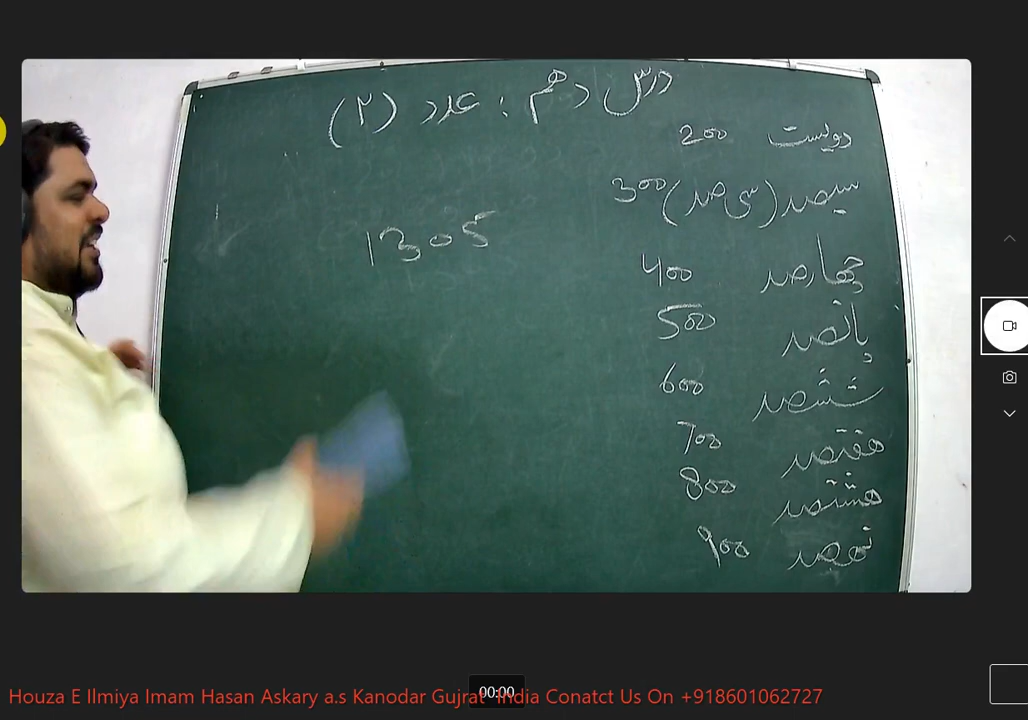 درس دهم : عدد (۲)
دویست 200
سیصد (سی صد) 300
چهارصد 400
پانصد 500
ششصد 600
هفتصد 700
هشتصد 800
نهصد 900
1305
00:00
Houza E Ilmiya Imam Hasan Askary a.s Kanodar Gujrat India Conatct Us On +918601062727